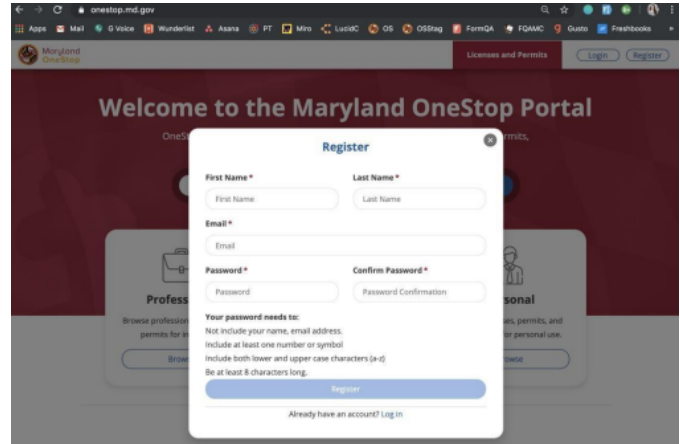 onestop.md.gov
Apps Mail G Voice Wunderlist Asana PT Miro LucidC OS OSStag FormQA FQAMC Gusto Freshbooks »
Maryland OneStop
Licenses and Permits Login Register
Welcome to the Maryland OneStop Portal
OneSt
rmits,
Register
First Name * Last Name *
First Name Last Name
Email *
Email
Password * Confirm Password *
Password Password Confirmation
Your password needs to:
Not include your name, email address.
Include at least one number or symbol
Include both lower and upper case characters (a-z)
Be at least 8 characters long.
Register
Already have an account? Log in
Profess
sonal
Browse profession
ses, permits, and
permits for in
or personal use.
Brow
owse